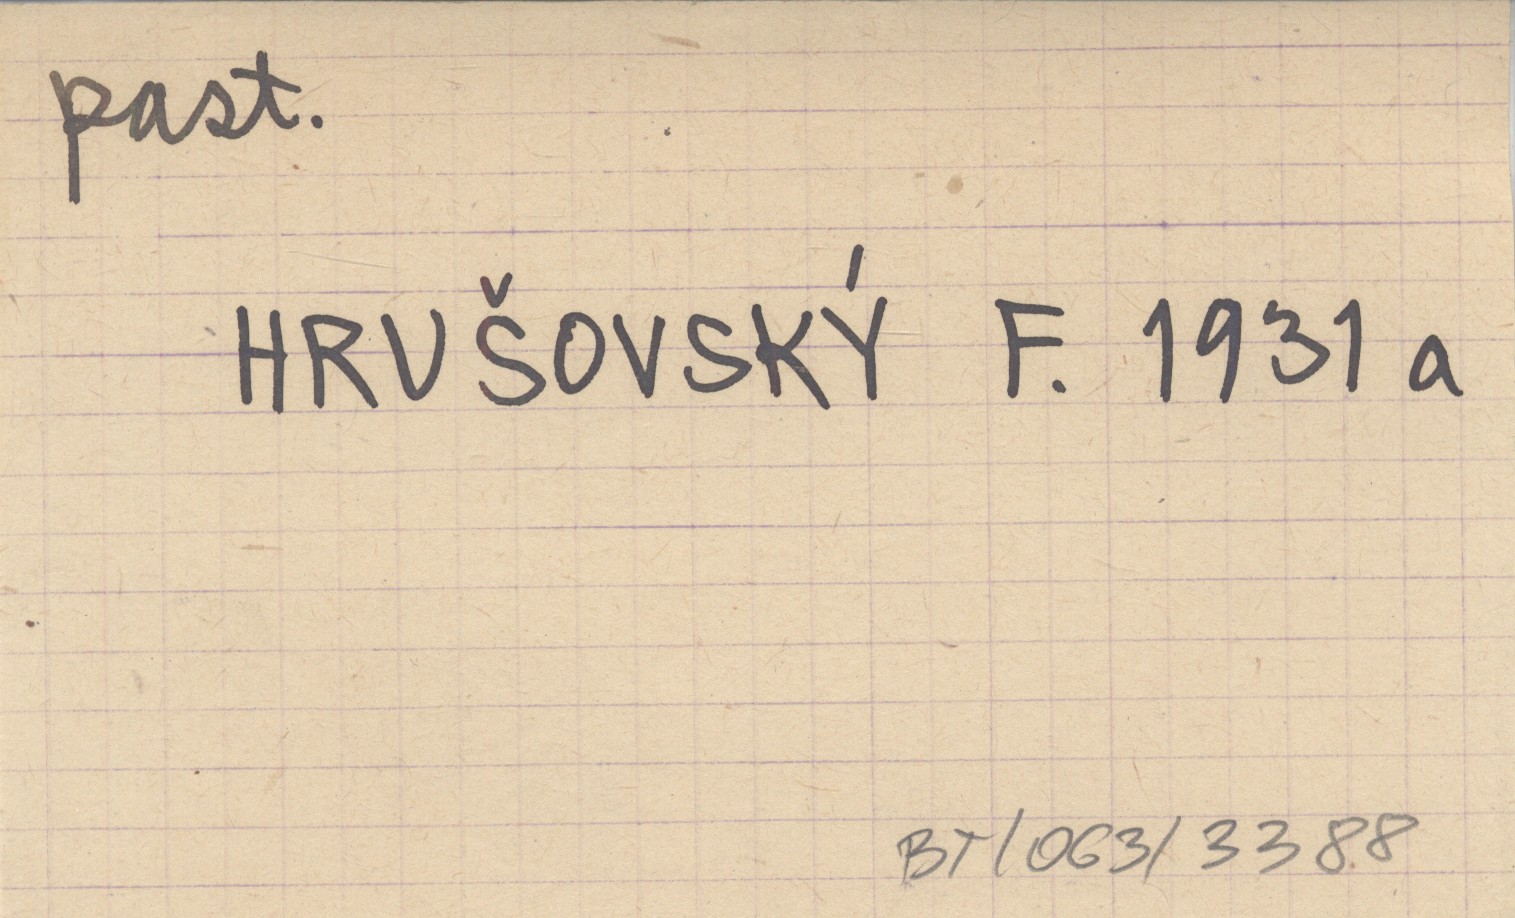 past.
HRUŠOVSKÝ F. 1931 a
BT/063/3388